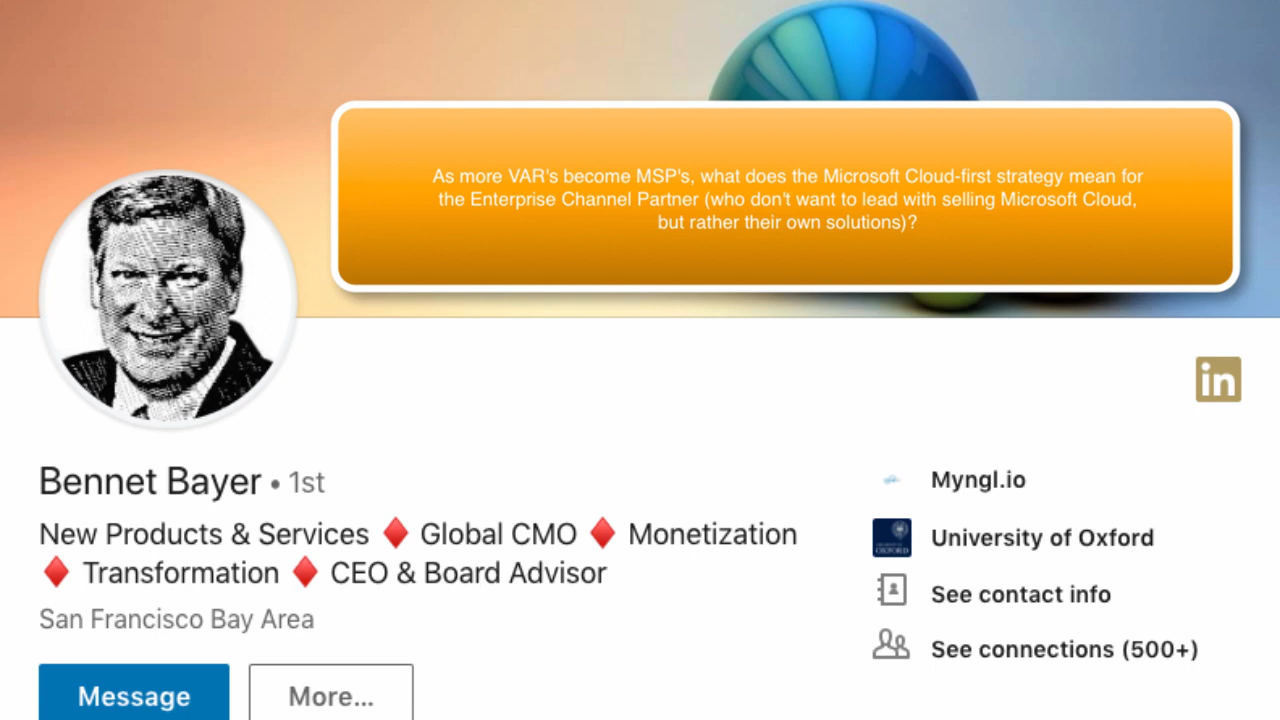 As more VAR's become MSP's, what does the Microsoft Cloud-first strategy mean for
the Enterprise Channel Partner (who don't want to lead with selling Microsoft Cloud,
but rather their own solutions)?
in
Bennet Bayer • 1st
New Products & Services ♦ Global CMO ♦ Monetization
♦ Transformation ♦ CEO & Board Advisor
San Francisco Bay Area
Message
More...
Myngl.io
OXFORD
University of Oxford
See contact info
See connections (500+)